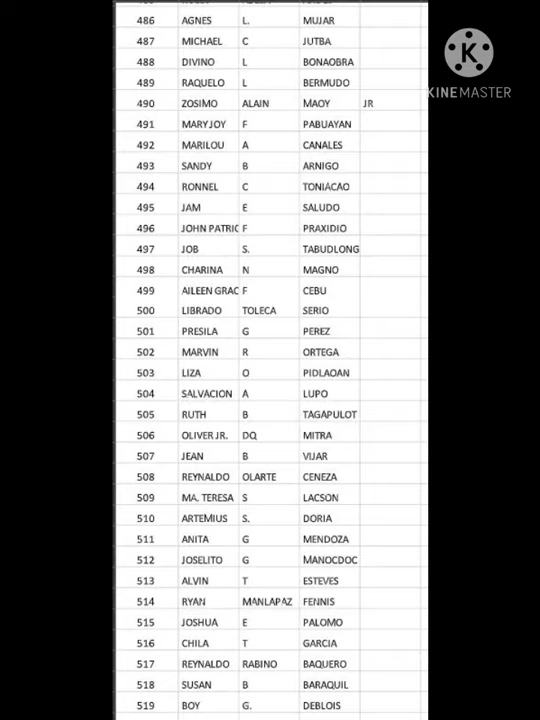 486 AGNES L. MUJAR
487 MICHAEL C JUTBA
488 DIVINO L BONAOBRA
489 RAQUELO L BERMUDO
490 ZOSIMO ALAIN MAOY JR
491 MARY JOY F PABUAYAN
492 MARILOU A CANALES
493 SANDY B ARNIGO
494 RONNEL C TONIACAO
495 JAM E SALUDO
496 JOHN PATRIC F PRAXIDIO
497 JOB S. TABUDLONG
498 CHARINA N MAGNO
499 AILEEN GRAC F CEBU
500 LIBRADO TOLECA SERIO
501 PRESILA G PEREZ
502 MARVIN R ORTEGA
503 LIZA O PIDLAOAN
504 SALVACION A LUPO
505 RUTH B TAGAPULOT
506 OLIVER JR. DQ MITRA
507 JEAN B VIJAR
508 REYNALDO OLARTE CENEZA
509 MA. TERESA S LACSON
510 ARTEMIUS S. DORIA
511 ANITA G MENDOZA
512 JOSELITO G MANOCDOC
513 ALVIN T ESTEVES
514 RYAN MANLAPAZ FENNIS
515 JOSHUA E PALOMO
516 CHILA T GARCIA
517 REYNALDO RABINO BAQUERO
518 SUSAN B BARAQUIL
519 BOY G. DEBLOIS
K
KINEMASTER